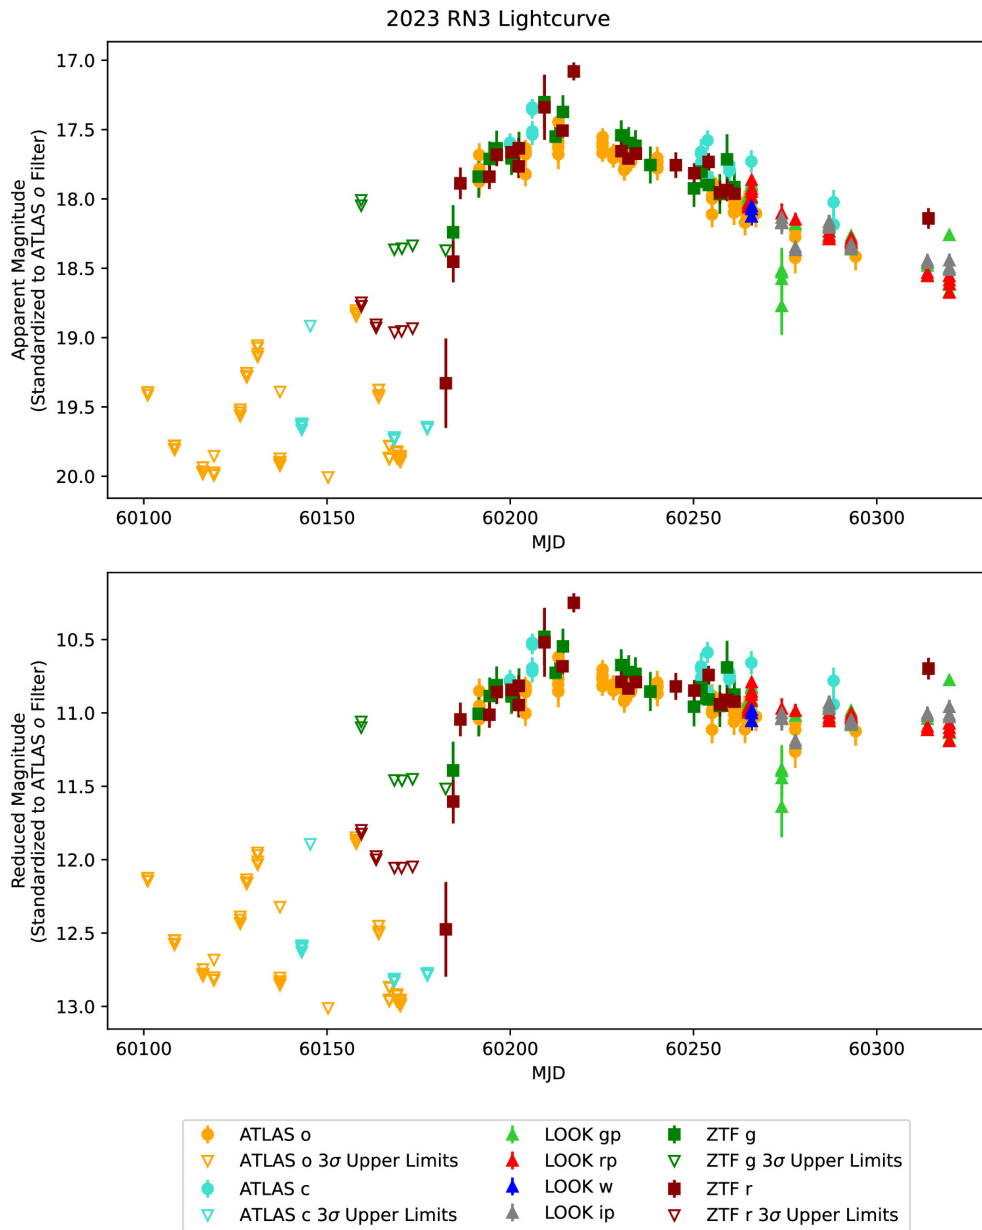 2023 RN3 Lightcurve
17.0
17.5
18.0
18.5
19.0
19.5
20.0
Apparent Magnitude
(Standardized to ATLAS o Filter)
60100 60150 60200 60250 60300
MJD
10.5
11.0
11.5
12.0
12.5
13.0
Reduced Magnitude
(Standardized to ATLAS o Filter)
60100 60150 60200 60250 60300
MJD
ATLAS o
ATLAS o 3σ Upper Limits
ATLAS c
ATLAS c 3σ Upper Limits
LOOK gp
LOOK rp
LOOK w
LOOK ip
ZTF g
ZTF g 3σ Upper Limits
ZTF r
ZTF r 3σ Upper Limits